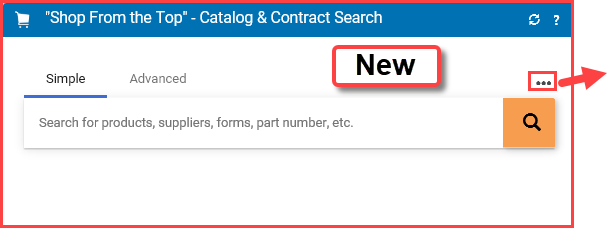 "Shop From the Top" - Catalog & Contract Search
?
New
Simple Advanced
...
Search for products, suppliers, forms, part number, etc.